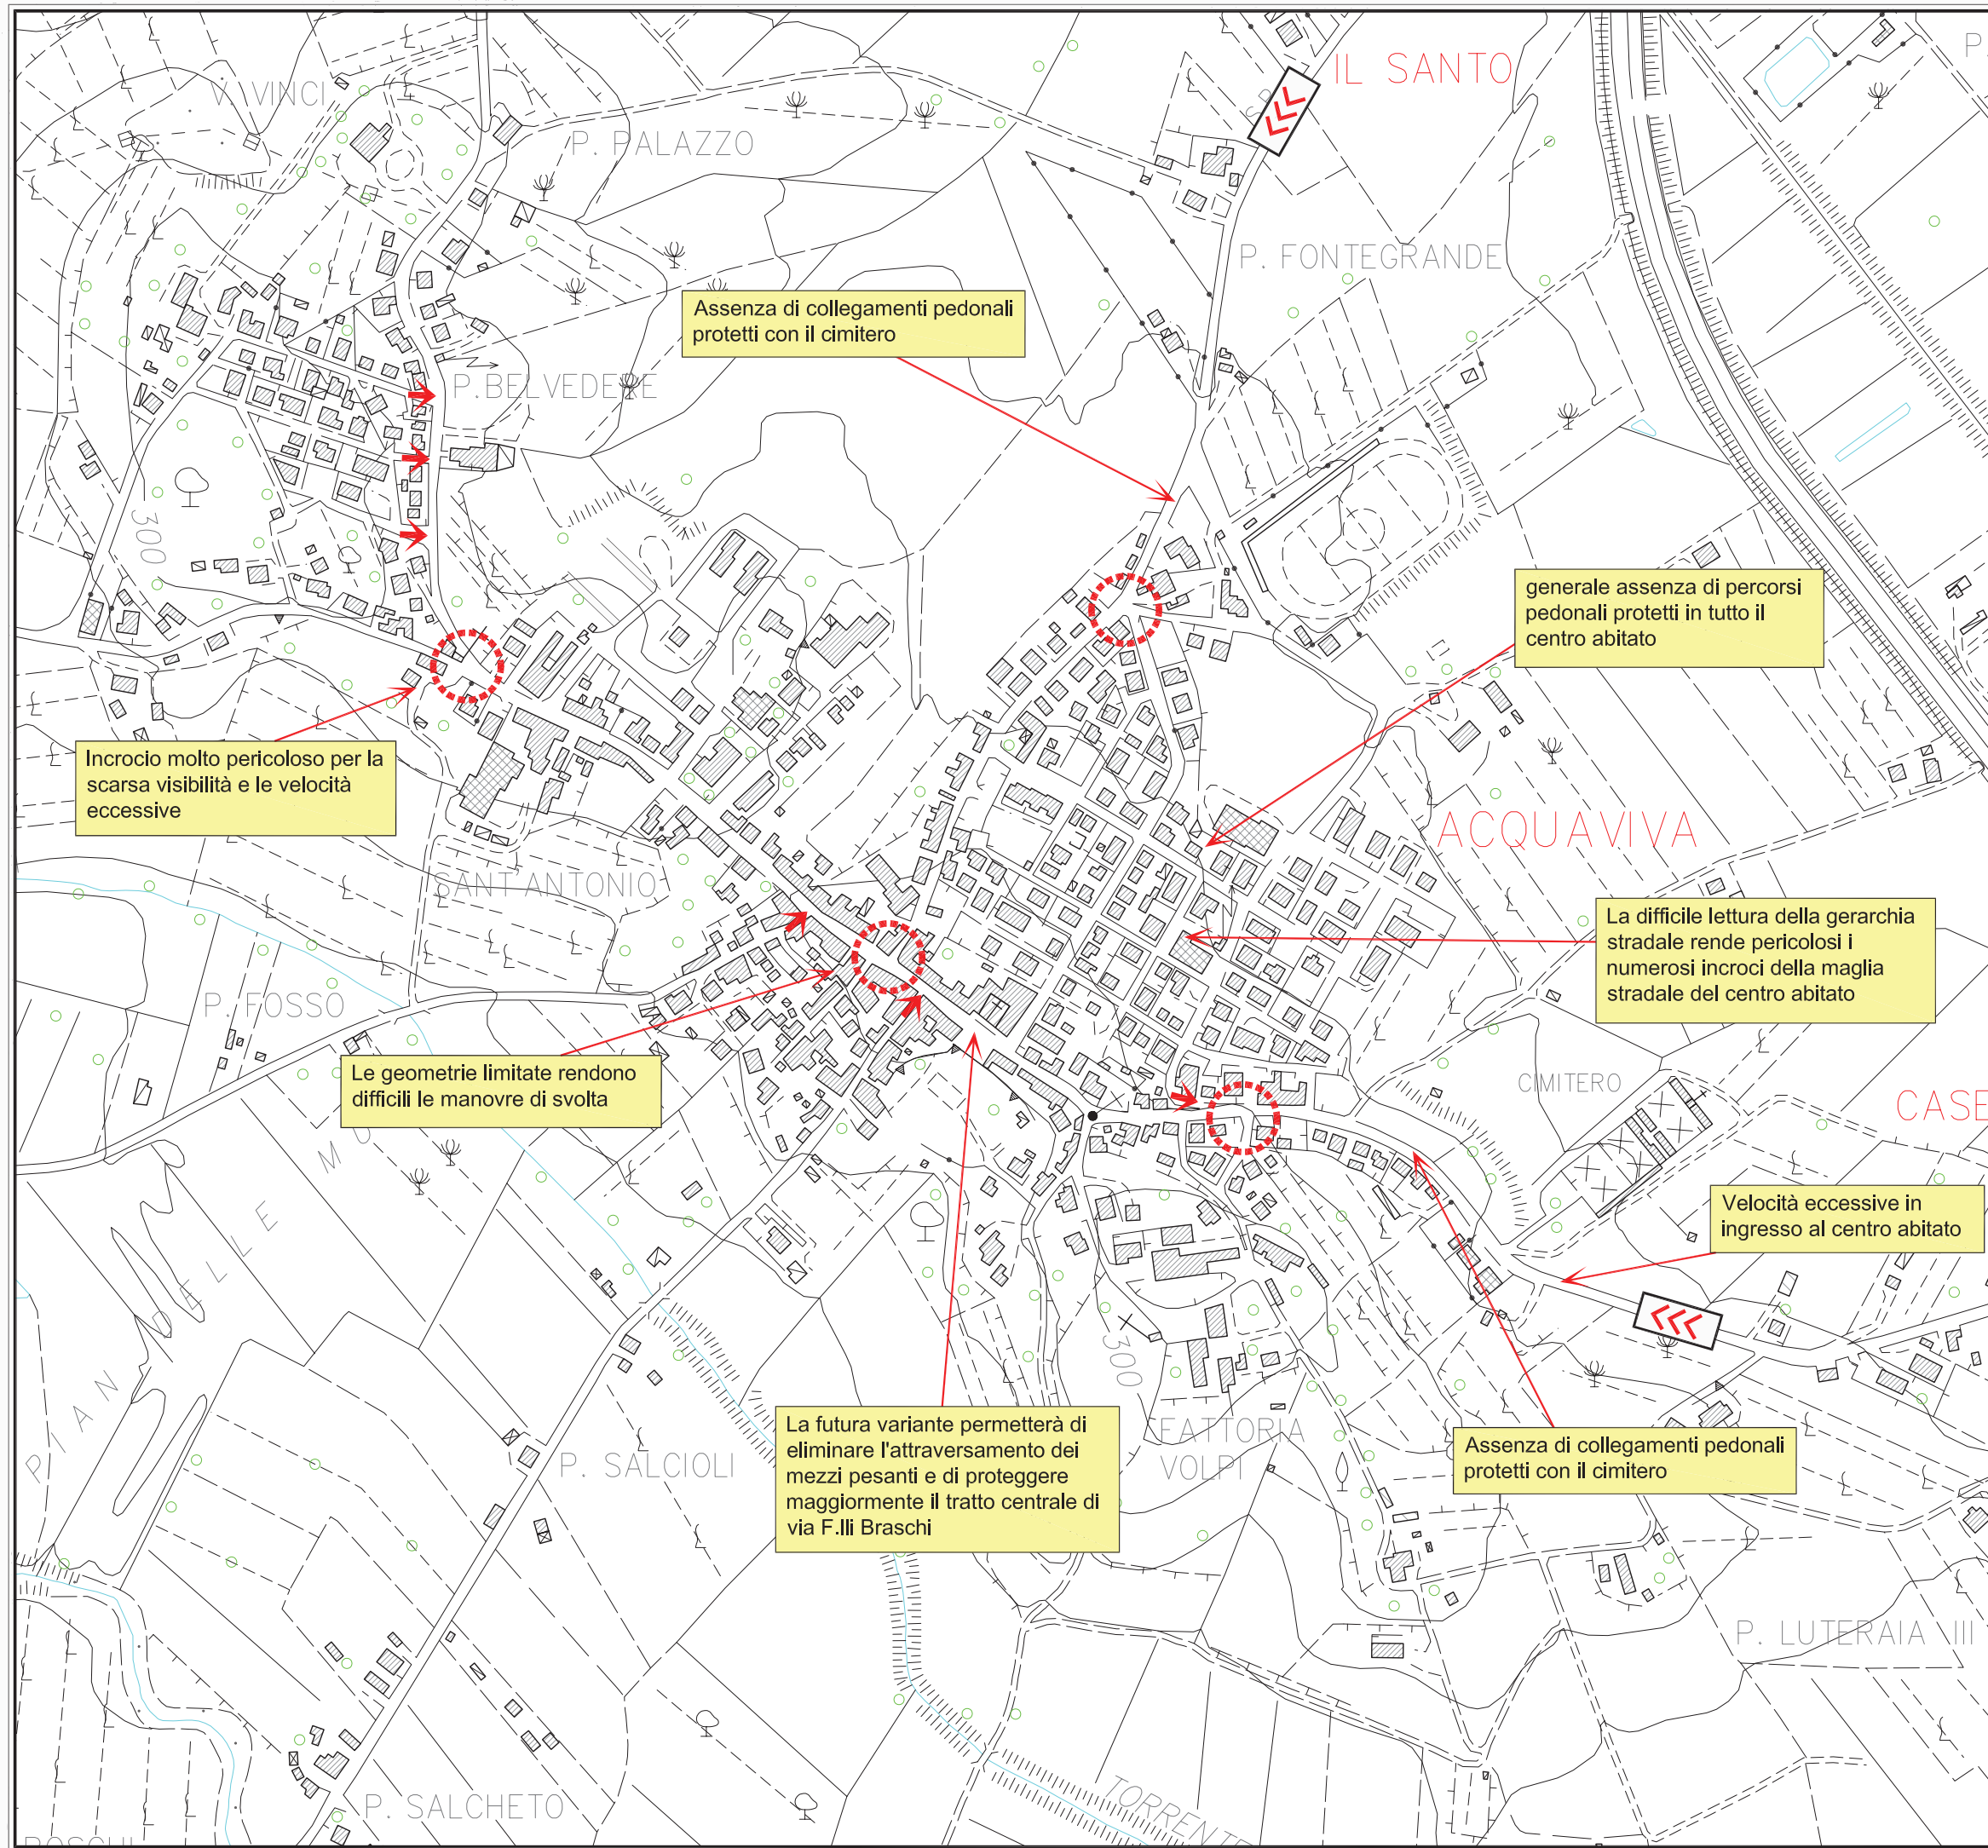 IL SANTO
P.
V. VINCI
P. PALAZZO
P. FONTEGRANDE
Assenza di collegamenti pedonali
protetti con il cimitero
P.BELVEDERE
300
generale assenza di percorsi
pedonali protetti in tutto il
centro abitato
Incrocio molto pericoloso per la
scarsa visibilità e le velocità
eccessive
ACQUAVIVA
SANT'ANTONIO
La difficile lettura della gerarchia
stradale rende pericolosi i
numerosi incroci della maglia
stradale del centro abitato
P. FOSSO
Le geometrie limitate rendono
difficili le manovre di svolta
CIMITERO
CASE
PIAN DELLE MU
Velocità eccessive in
ingresso al centro abitato
300
La futura variante permetterà di
eliminare l'attraversamento dei
mezzi pesanti e di proteggere
maggiormente il tratto centrale di
via F.lli Braschi
FATTORIA
VOLPI
Assenza di collegamenti pedonali
protetti con il cimitero
P. SALCIOLI
P. LUTERAIA III
P. SALCHETO
TORRENTE